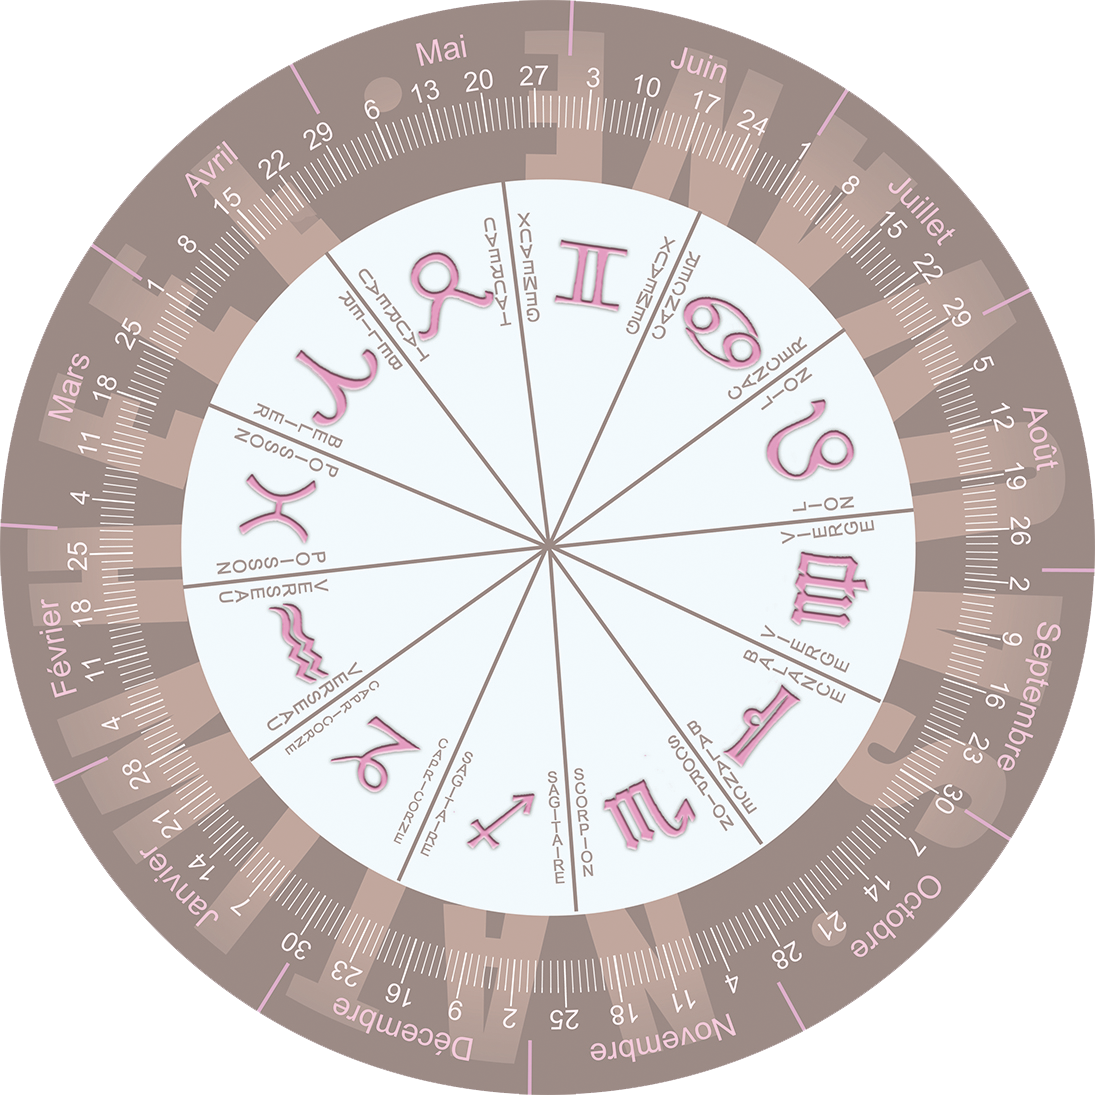 Janvier
7 14 21 28
Février
4 11 18 25
Mars
4 11 18 25
Avril
1 8 15 22 29
Mai
6 13 20 27
Juin
3 10 17 24
Juillet
1 8 15 22 29
Août
5 12 19 26
Septembre
2 9 16 23 30
Octobre
7 14 21 28
Novembre
4 11 18 25
Décembre
2 9 16 23 30
GEMEAUX
GEMEAUX
CANCER
CANCER
LION
LION
VIERGE
VIERGE
BALANCE
BALANCE
SCORPION
SCORPION
SAGITAIRE
SAGITAIRE
CAPRICORNE
CAPRICORNE
VERSEAU
VERSEAU
POISSON
POISSON
BELIER
BELIER
TAUREAU
TAUREAU